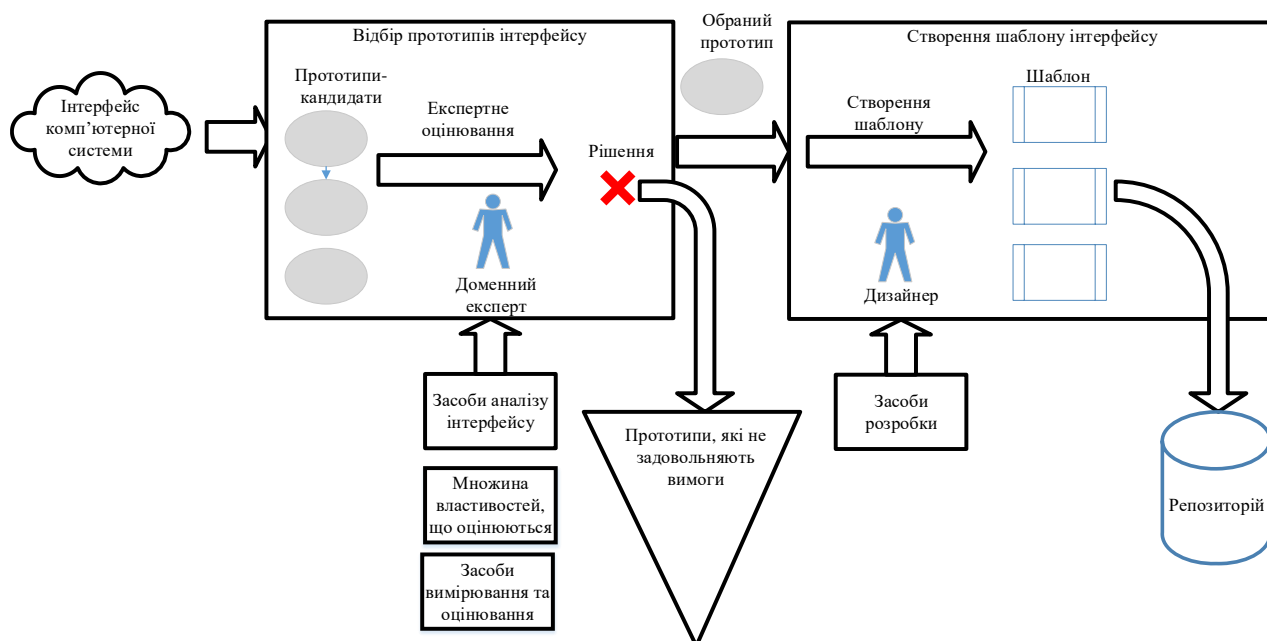 Інтерфейс
комп’ютерної
системи
Відбір прототипів інтерфейсу
Прототипи-
кандидати
Експертне
оцінювання
Рішення
Доменний
експерт
Обраний
прототип
Створення шаблону інтерфейсу
Створення
шаблону
Шаблон
Дизайнер
Засоби аналізу
інтерфейсу
Множина
властивостей,
що оцінюються
Засоби
вимірювання та
оцінювання
Прототипи, які не
задовольняють
вимоги
Засоби
розробки
Репозиторій